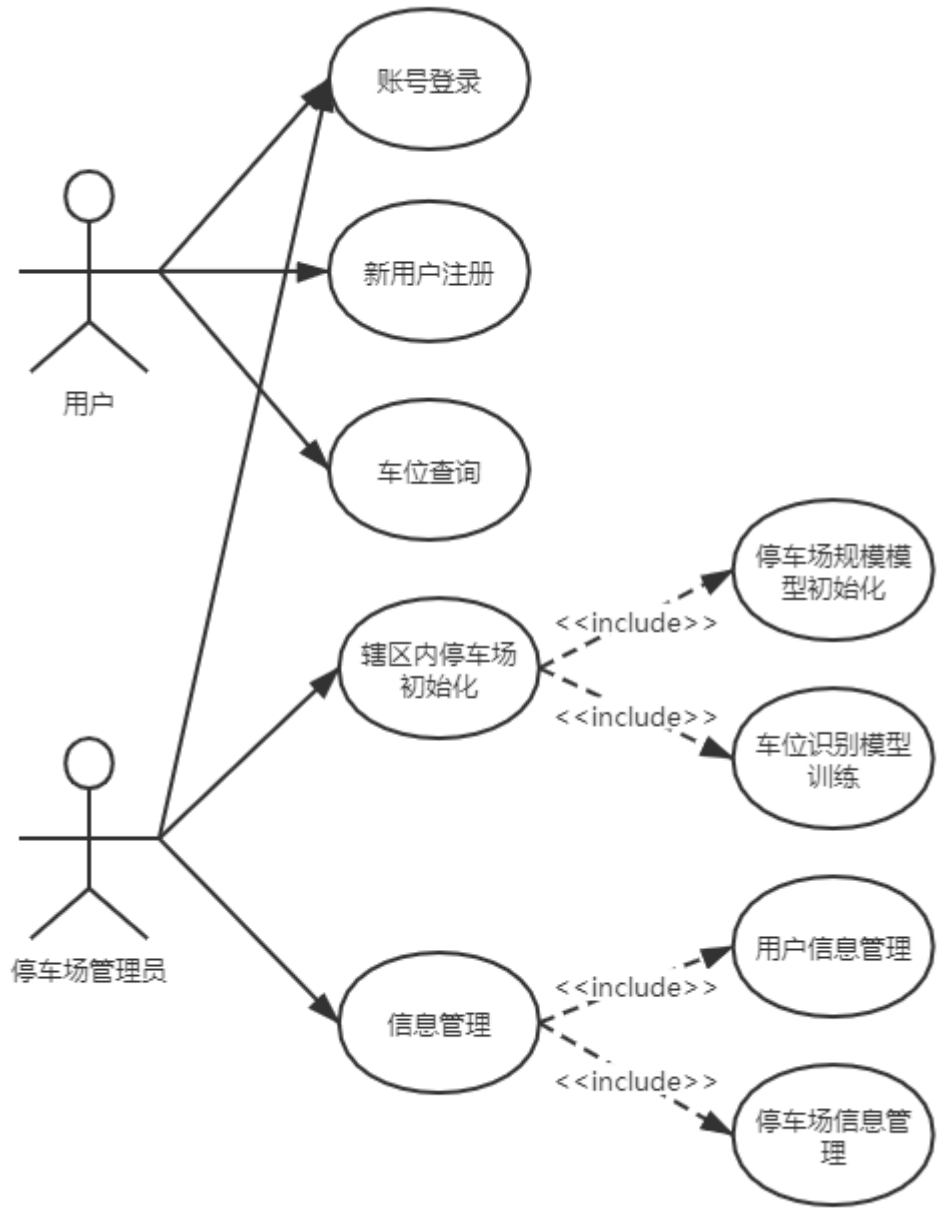 账号登录
新用户注册
用户
车位查询
停车场规模模
型初始化
<<include>>
辖区内停车场
初始化
<<include>>
车位识别模型
训练
停车场管理员
用户信息管理
<<include>>
信息管理
<<include>>
停车场信息管
理